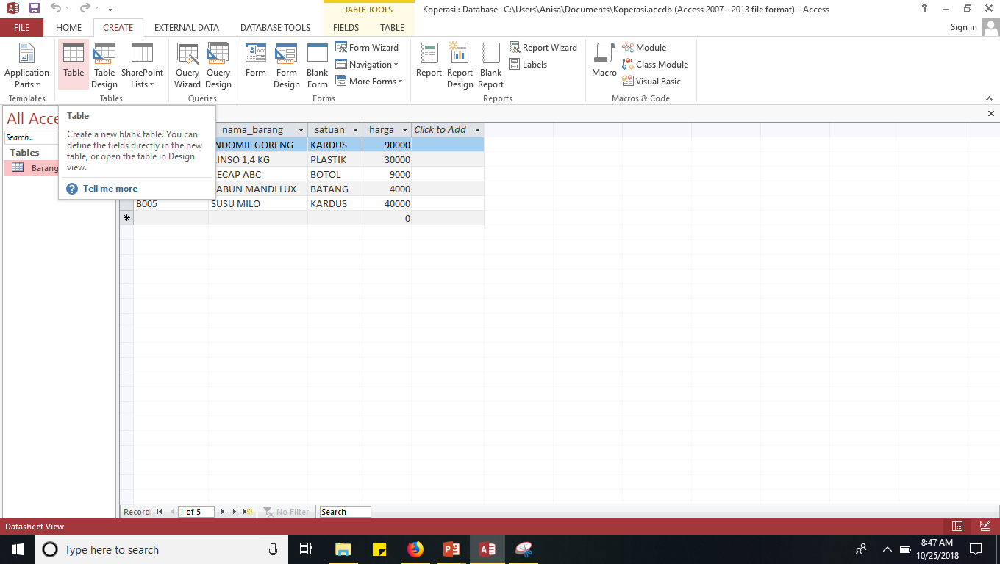 TABLE TOOLS
Koperasi : Database- C:\Users\Anisa\Documents\Koperasi.accdb (Access 2007 - 2013 file format) - Access
FILE HOME CREATE EXTERNAL DATA DATABASE TOOLS FIELDS TABLE
Sign in
Application Parts
Templates
Table
Table Design
SharePoint Lists
Tables
Query Wizard
Query Design
Queries
Form
Form Design
Blank Form
Form Wizard
Navigation
More Forms
Forms
Report
Report Design
Blank Report
Report Wizard
Labels
Reports
Macro
Module
Class Module
Visual Basic
Macros & Code
All Acce
Search...
Tables
Barang
Table
Create a new blank table. You can
define the fields directly in the new
table, or open the table in Design
view.
? Tell me more
nama_barang satuan harga Click to Add
NDOMIE GORENG KARDUS 90000
INSO 1,4 KG PLASTIK 30000
ECAP ABC BOTOL 9000
ABUN MANDI LUX BATANG 4000
B005 SUSU MILO KARDUS 40000
0
Record: 1 of 5 No Filter Search
Datasheet View
Type here to search
8:47 AM
10/25/2018